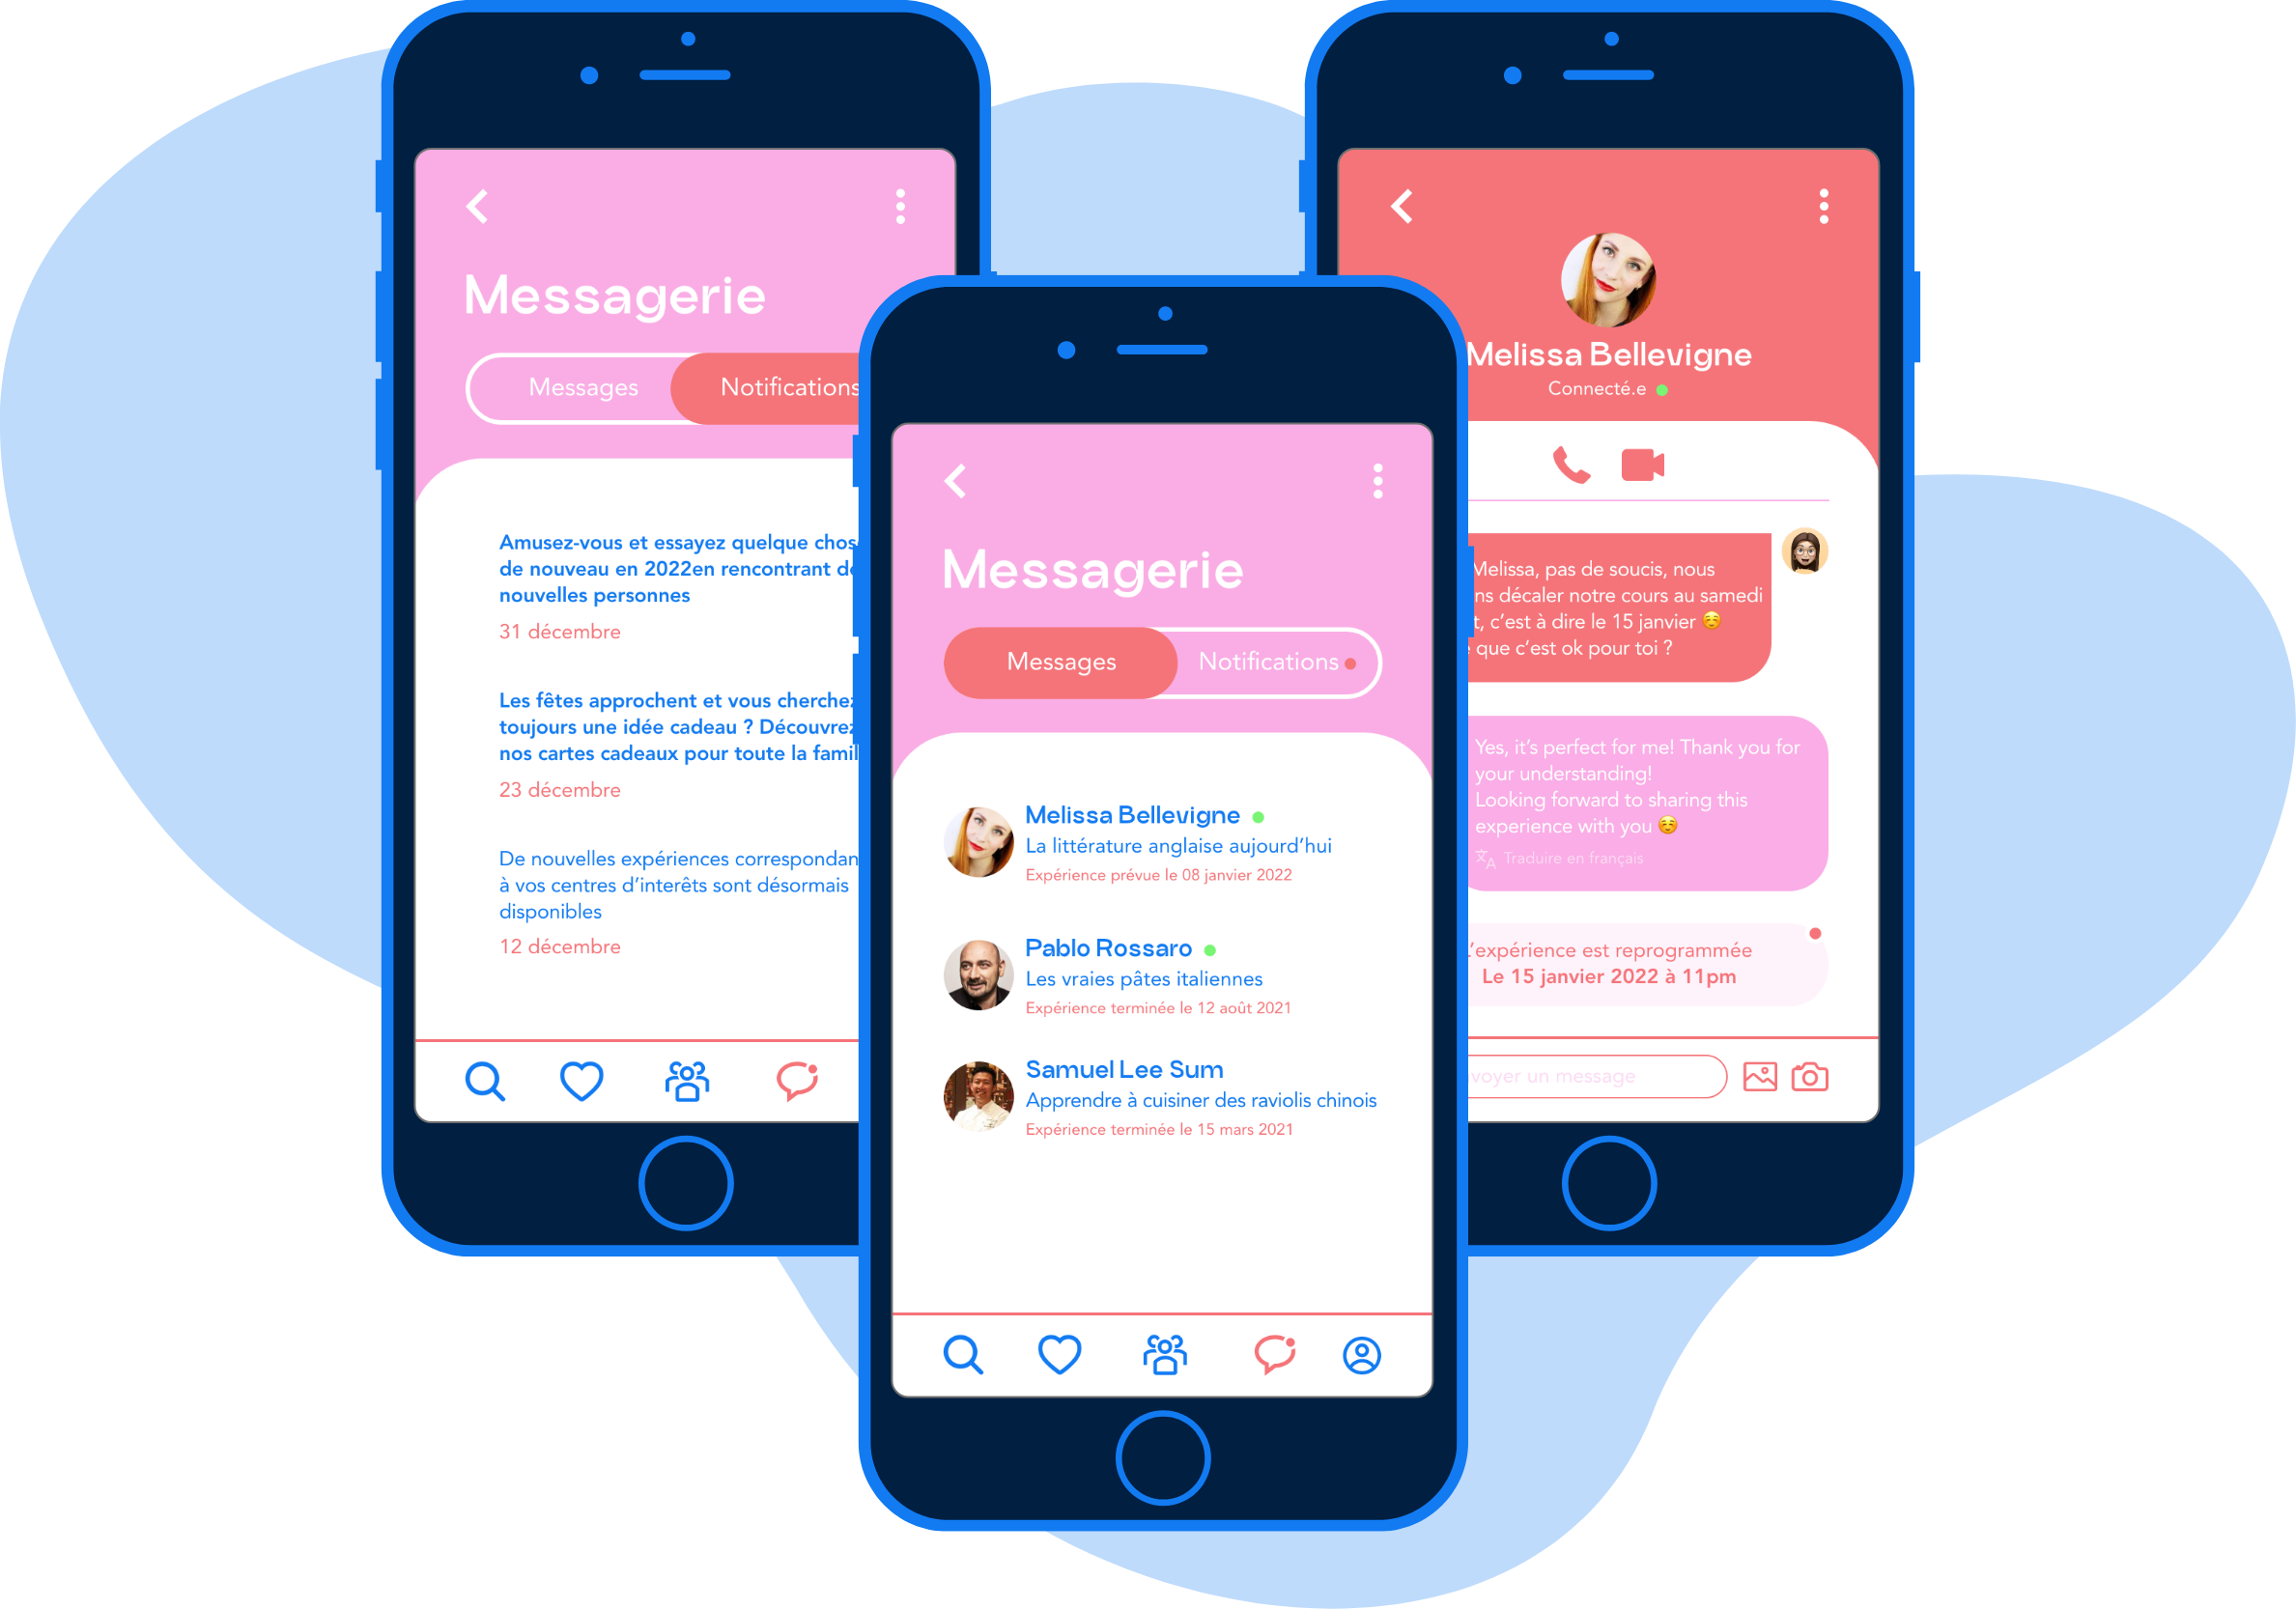 Messagerie
Messages Notifications
Amusez-vous et essayez quelque
de nouveau en 2022en rencontrant
nouvelles personnes
31 décembre
Les fêtes approchent et vous
toujours une idée cadeau ?
nos cartes cadeaux pour toute la
23 décembre
De nouvelles expériences
à vos centres d’interêts sont désormais
disponibles
12 décembre
Messagerie
Messages Notifications
Melissa Bellevigne
La littérature anglaise aujourd’hui
Expérience prévue le 08 janvier 2022
Pablo Rossaro
Les vraies pâtes italiennes
Expérience terminée le 12 août 2021
Samuel Lee Sum
Apprendre à cuisiner des raviolis chinois
Expérience terminée le 15 mars 2021
Melissa Bellevigne
Connecté.e
Melissa, pas de soucis, nous
décaler notre cours au samedi
c’est à dire le 15 janvier ☺️
que c’est ok pour toi ?
Yes, it’s perfect for me! Thank you for
your understanding!
Looking forward to sharing this
experience with you ☺️
Traduire en français
L’expérience est reprogrammée
Le 15 janvier 2022 à 11pm
un message